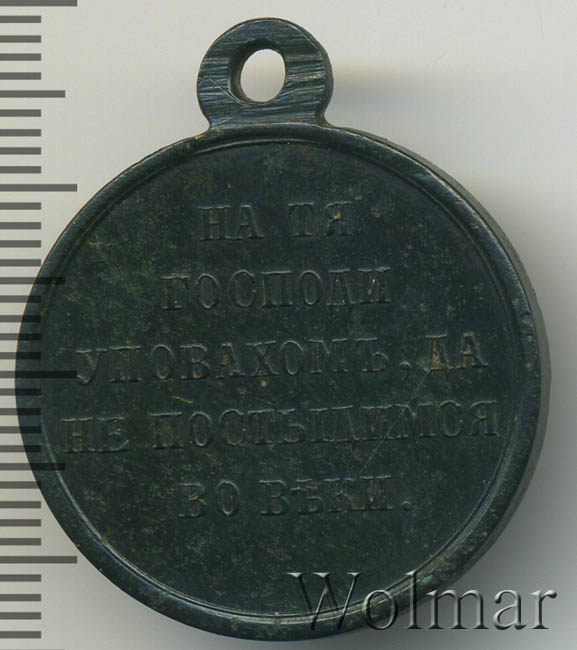 НА ТЯ
ГОСПОДИ
УПОВАХОМЪ, ДА
НЕ ПОСТЫДИМСЯ
ВО ВѢКИ.
Wolmar